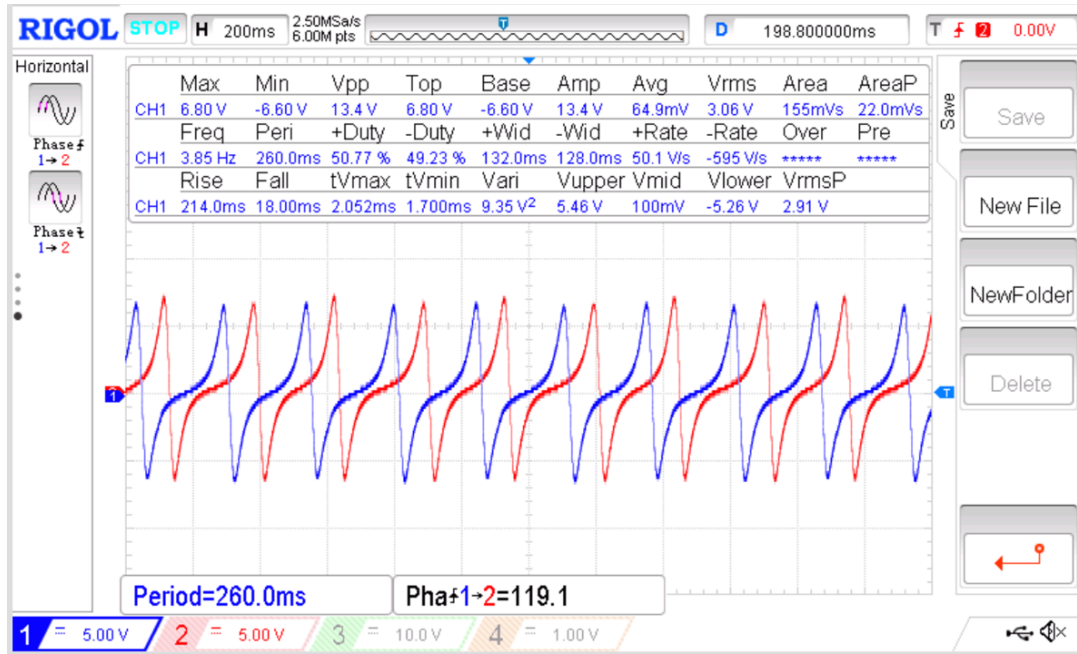 RIGOL STOP H 200ms 2.50MSa/s 6.00M pts T D 198.800000ms T 2 0.00V
Horizontal
Phase
1→2
Phase
1→2
Max Min Vpp Top Base Amp Avg Vrms Area AreaP
CH1 6.80 V -6.60 V 13.4 V 6.80 V -6.60 V 13.4 V 64.9mV 3.06 V 155mVs 22.0mVs
Freq Peri +Duty -Duty +Wid -Wid +Rate -Rate Over Pre
CH1 3.85 Hz 260.0ms 50.77 % 49.23 % 132.0ms 128.0ms 50.1 V/s -595 V/s ***** *****
Rise Fall tVmax tVmin Vari Vupper Vmid Vlower VrmsP
CH1 214.0ms 18.00ms 2.052ms 1.700ms 9.35 V² 5.46 V 100mV -5.26 V 2.91 V
1
T
Save
Save
New File
NewFolder
Delete
Period=260.0ms
Pha1→2=119.1
1 = 5.00 V 2 = 5.00 V 3 = 10.0 V 4 = 1.00 V